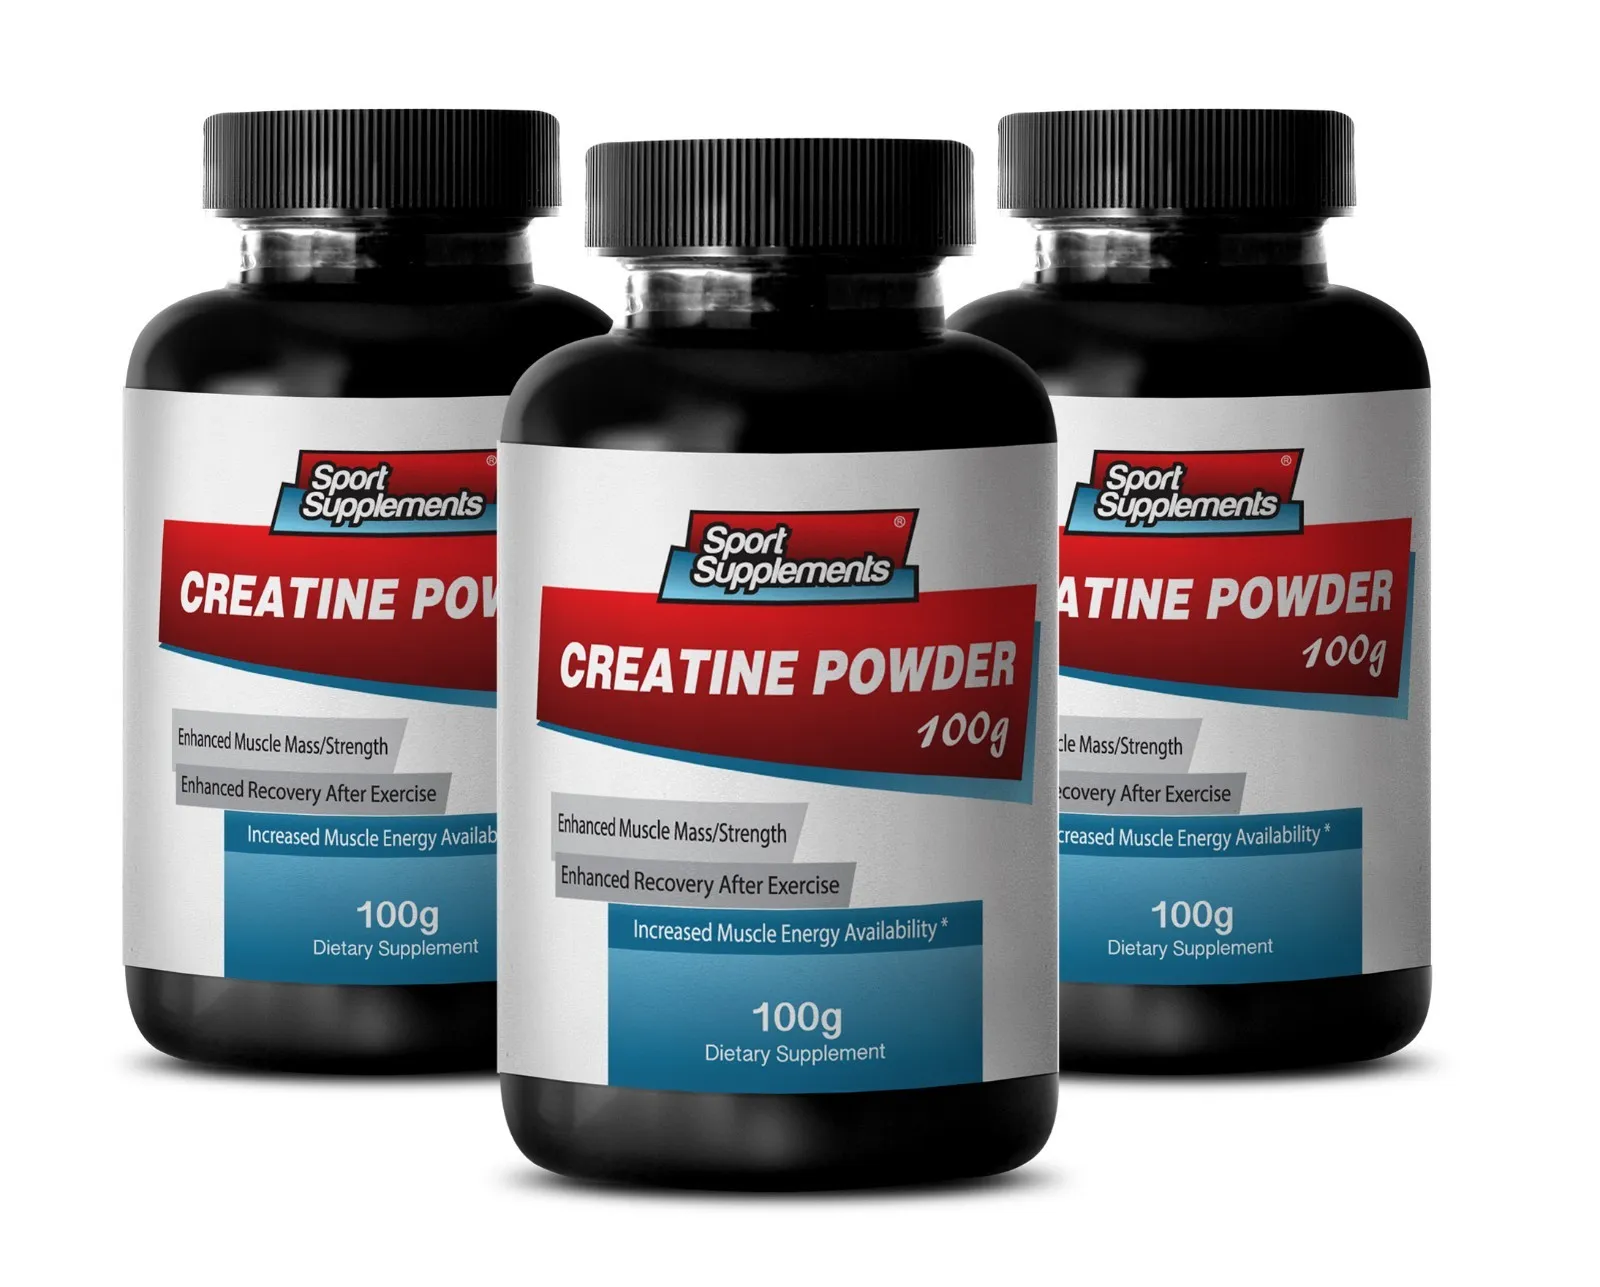 Sport
Supplements
®
CREATINE POW
Enhanced Muscle Mass/Strength
Enhanced Recovery After Exercise
Increased Muscle Energy Availab
100g
Dietary Supplement
Sport
Supplements
®
CREATINE POWDER
100g
Enhanced Muscle Mass/Strength
Enhanced Recovery After Exercise
Increased Muscle Energy Availability*
100g
Dietary Supplement
Sport
Supplements
®
ATINE POWDER
100g
cle Mass/Strength
ecovery After Exercise
creased Muscle Energy Availability*
100g
Dietary Supplement